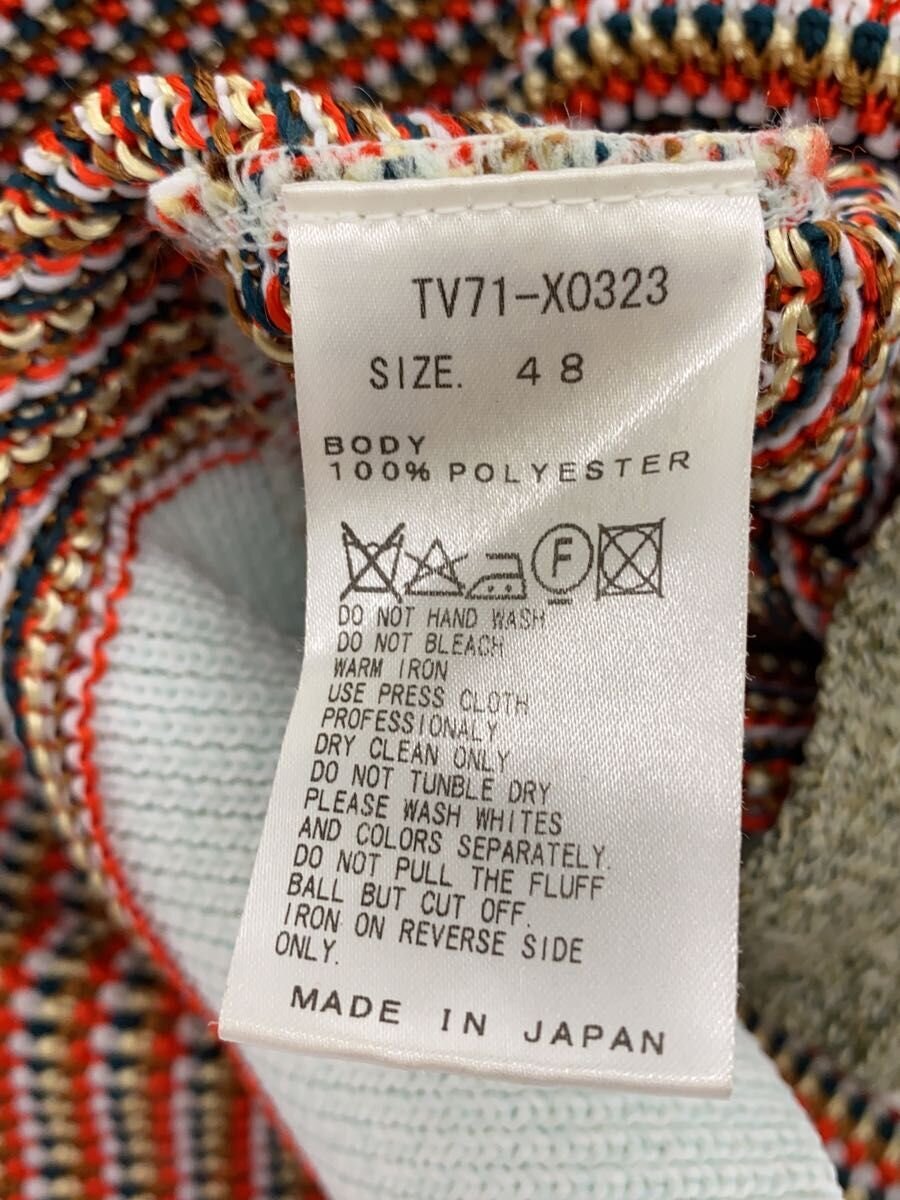 TV71-X0323
SIZE. 48
BODY
100% POLYESTER
F
DO NOT HAND WASH
DO NOT BLEACH
WARM IRON
USE PRESS CLOTH
PROFESSIONALY
DRY CLEAN ONLY
DO NOT TUNBLE DRY
PLEASE WASH WHITES
AND COLORS SEPARATELY.
DO NOT PULL THE FLUFF
BALL BUT CUT OFF.
IRON ON REVERSE SIDE
ONLY.
MADE IN JAPAN